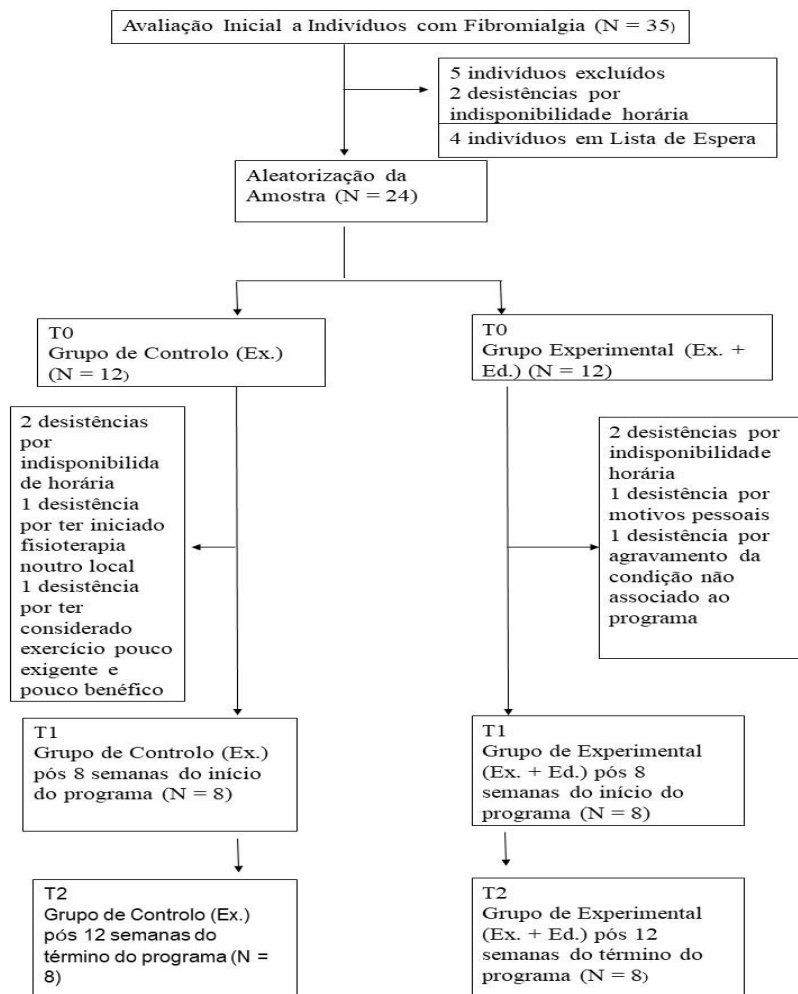 Avaliação Inicial a Indivíduos com Fibromialgia (N = 35)
5 indivíduos excluídos
2 desistências por
indisponibilidade horária
4 indivíduos em Lista de Espera
Aleatorização da
Amostra (N = 24)
T0
Grupo de Controlo (Ex.)
(N = 12)
T0
Grupo Experimental (Ex. +
Ed.) (N = 12)
2 desistências
por
indisponibilida
de horária
1 desistência
por ter iniciado
fisioterapia
noutro local
1 desistência
por ter
considerado
exercício pouco
exigente e
pouco benéfico
2 desistências por
indisponibilidade
horária
1 desistência por
motivos pessoais
1 desistência por
agravamento da
condição não
associado ao
programa
T1
Grupo de Controlo (Ex.)
pós 8 semanas do início
do programa (N = 8)
T1
Grupo de Experimental
(Ex. + Ed.) pós 8
semanas do início do
programa (N = 8)
T2
Grupo de Controlo (Ex.)
pós 12 semanas do
término do programa (N =
8)
T2
Grupo de Experimental
(Ex. + Ed.) pós 12
semanas do término do
programa (N = 8)